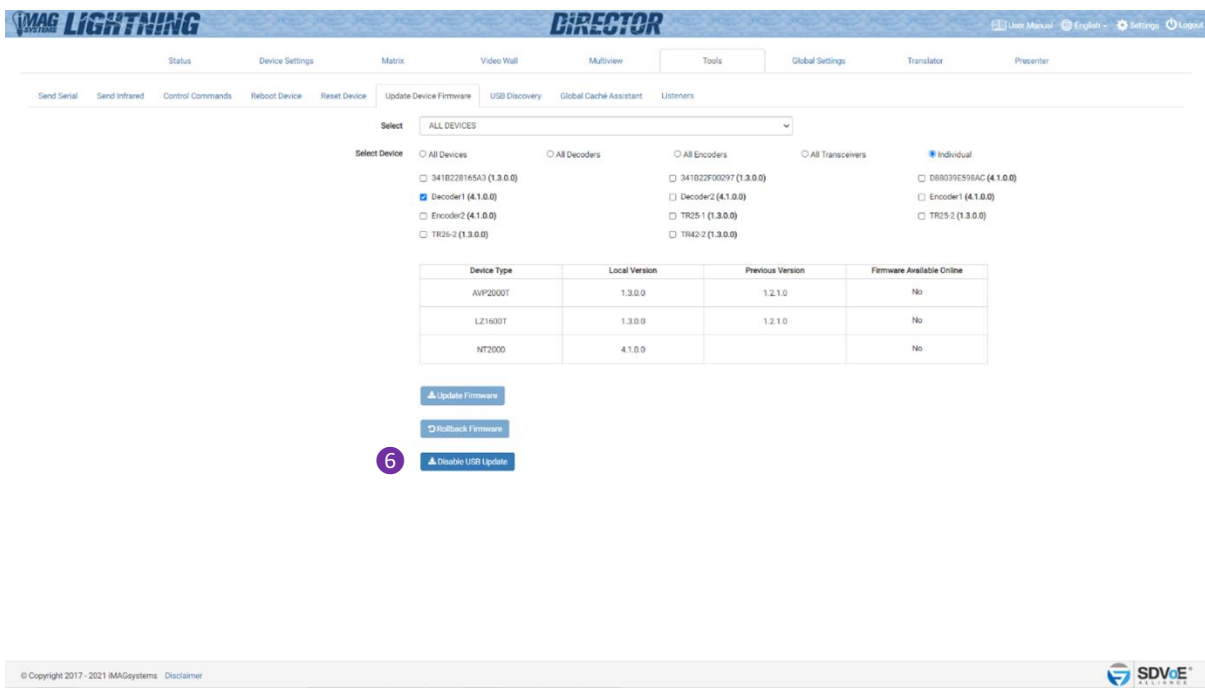 iMAG SYSTEMS LIGHTNING DiRECTOR User Manual English Settings Logout
Status Device Settings Matrix Video Wall Multiview Tools Global Settings Translator Presenter
Send Serial Send Infrared Control Commands Reboot Device Reset Device Update Device Firmware USB Discovery Global Caché Assistant Listeners
Select ALL DEVICES
Select Device All Devices All Decoders All Encoders All Transceivers Individual
341B228165A3 (1.3.0.0) 341B22F00297 (1.3.0.0) D88039E598AC (4.1.0.0)
Decoder1 (4.1.0.0) Decoder2 (4.1.0.0) Encoder1 (4.1.0.0)
Encoder2 (4.1.0.0) TR25-1 (1.3.0.0) TR25-2 (1.3.0.0)
TR26-2 (1.3.0.0) TR42-2 (1.3.0.0)
Device Type Local Version Previous Version Firmware Available Online
AVP2000T 1.3.0.0 1.2.1.0 No
LZ1600T 1.3.0.0 1.2.1.0 No
NT2000 4.1.0.0 No
Update Firmware
Rollback Firmware
6 Disable USB Update
© Copyright 2017 - 2021 iMAGsystems Disclaimer SDVoE
ALLIANCE